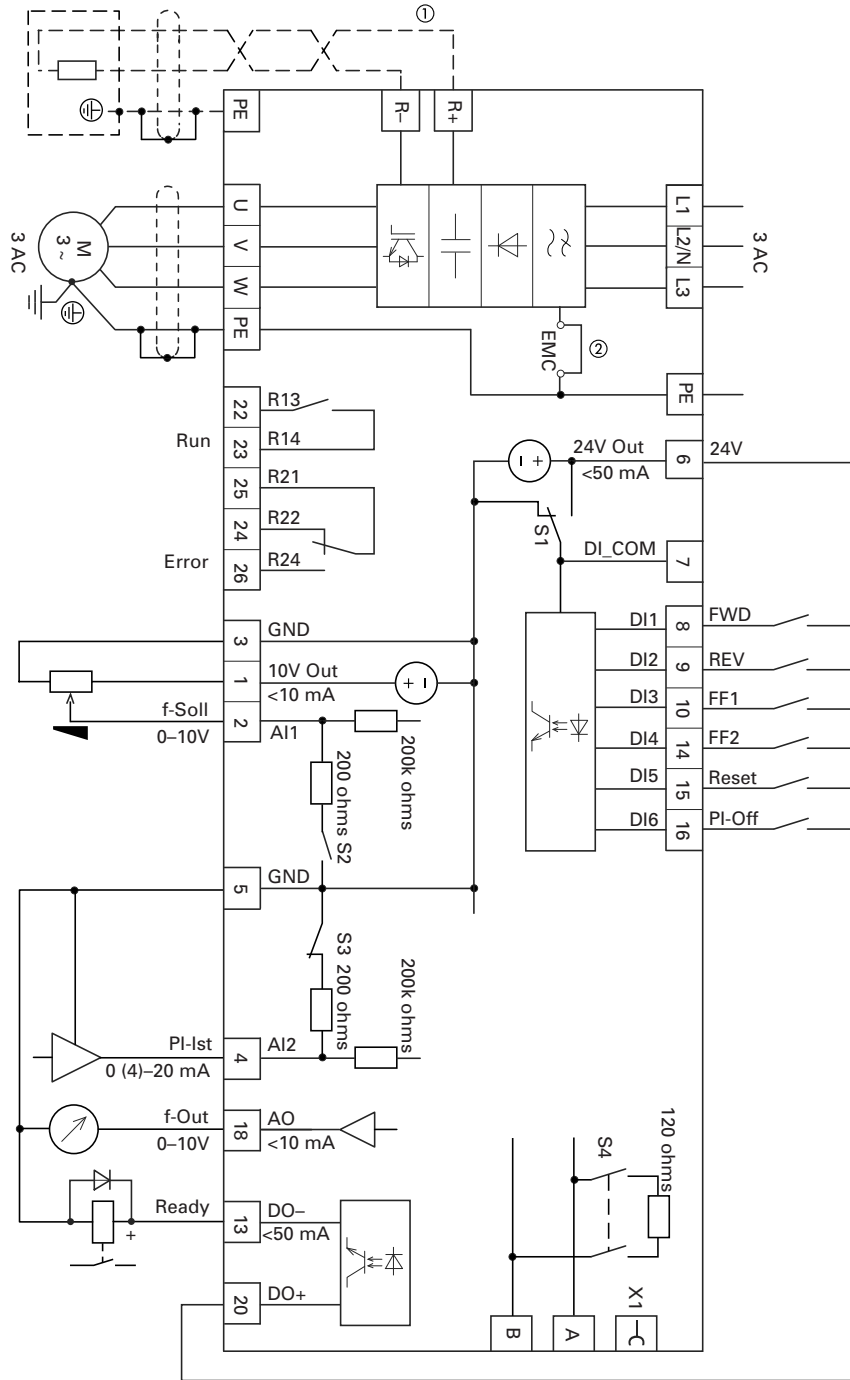 ①
PE
R–
R+
U
V
W
PE
M
3 ~
3 AC
L1
L2/N
L3
3 AC
EMC
②
PE
Run
22
R13
23
R14
25
R21
24
R22
Error
26
R24
24V Out
<50 mA
6
24V
S1
DI_COM
7
DI1
8
FWD
DI2
9
REV
DI3
10
FF1
DI4
14
FF2
DI5
15
Reset
DI6
16
PI-Off
3
GND
1
10V Out
<10 mA
f-Soll
0–10V
2
AI1
200 ohms
S2
200k ohms
5
GND
S3
200 ohms
200k ohms
PI-Ist
0 (4)–20 mA
4
AI2
f-Out
0–10V
18
AO
<10 mA
Ready
+
13
DO–
<50 mA
20
DO+
S4
120 ohms
X1
B
A